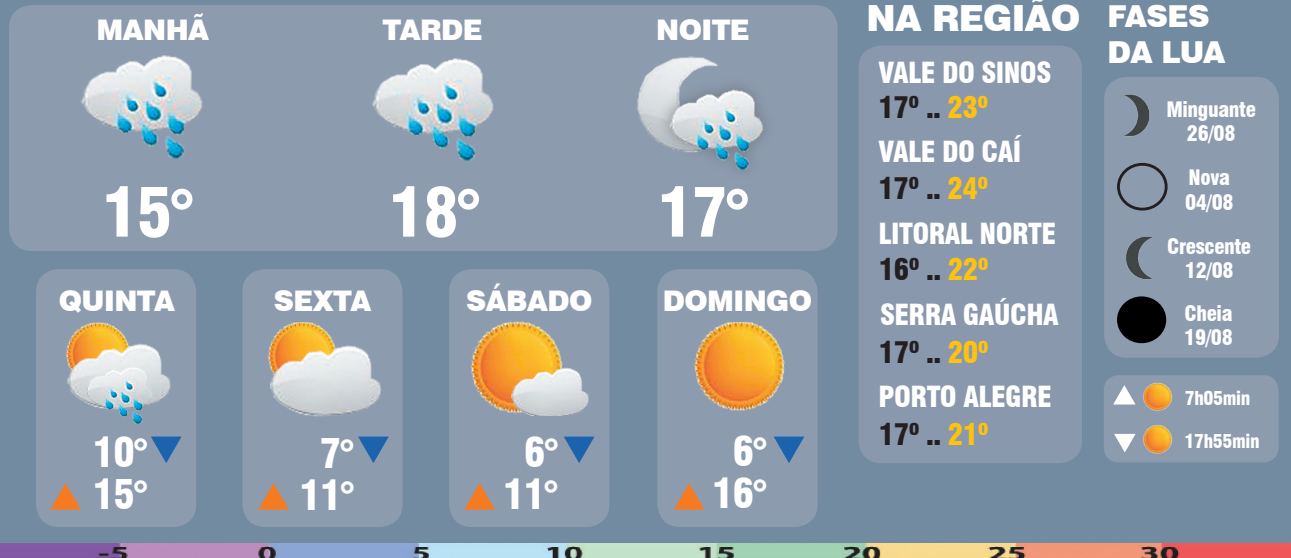 MANHÃ
TARDE
NOITE
15°
18°
17°
QUINTA
10°
15°
SEXTA
7°
11°
SÁBADO
6°
11°
DOMINGO
6°
16°
NA REGIÃO
VALE DO SINOS
17º .. 23º
VALE DO CAÍ
17º .. 24º
LITORAL NORTE
16º .. 22º
SERRA GAÚCHA
17º .. 20º
PORTO ALEGRE
17º .. 21º
FASES
DA LUA
Minguante
26/08
Nova
04/08
Crescente
12/08
Cheia
19/08
7h05min
17h55min
-5 0 5 10 15 20 25 30